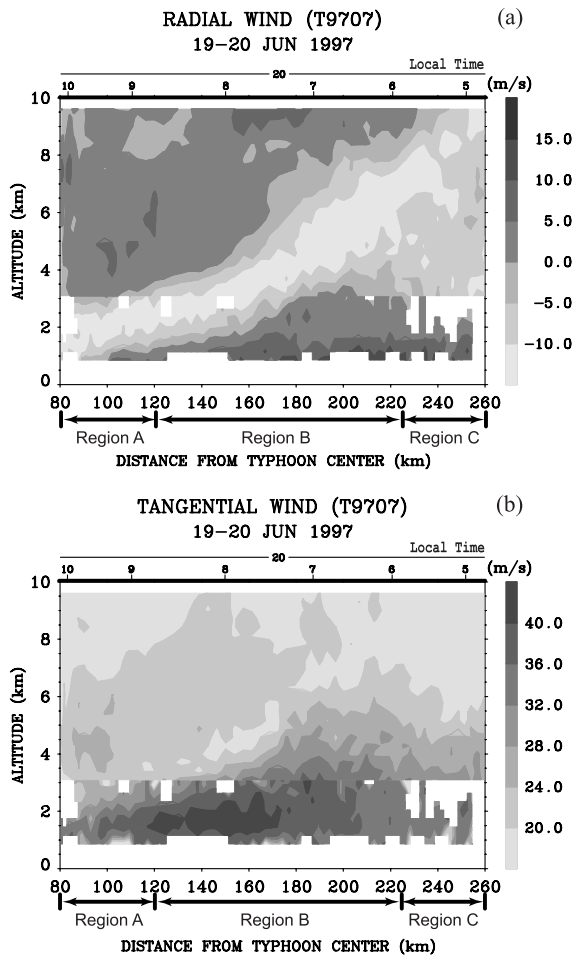 RADIAL WIND (T9707) (a)
19-20 JUN 1997
Local Time
20
10 9 8 7 6 5 (m/s)
10
8
6
4
2
0
ALTITUDE (km)
15.0
10.0
5.0
0.0
-5.0
-10.0
80 100 120 140 160 180 200 220 240 260
Region A Region B Region C
DISTANCE FROM TYPHOON CENTER (km)
TANGENTIAL WIND (T9707) (b)
19-20 JUN 1997
Local Time
20
10 9 8 7 6 5 (m/s)
10
8
6
4
2
0
ALTITUDE (km)
40.0
36.0
32.0
28.0
24.0
20.0
80 100 120 140 160 180 200 220 240 260
Region A Region B Region C
DISTANCE FROM TYPHOON CENTER (km)